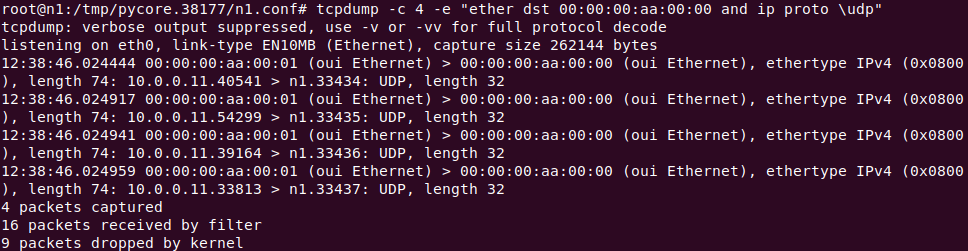 root@n1:/tmp/pycore.38177/n1.conf# tcpdump -c 4 -e "ether dst 00:00:00:aa:00:00 and ip proto \udp"
tcpdump: verbose output suppressed, use -v or -vv for full protocol decode
listening on eth0, link-type EN10MB (Ethernet), capture size 262144 bytes
12:38:46.024444 00:00:00:aa:00:01 (oui Ethernet) > 00:00:00:aa:00:00 (oui Ethernet), ethertype IPv4 (0x0800
), length 74: 10.0.0.11.40541 > n1.33434: UDP, length 32
12:38:46.024917 00:00:00:aa:00:01 (oui Ethernet) > 00:00:00:aa:00:00 (oui Ethernet), ethertype IPv4 (0x0800
), length 74: 10.0.0.11.54299 > n1.33435: UDP, length 32
12:38:46.024941 00:00:00:aa:00:01 (oui Ethernet) > 00:00:00:aa:00:00 (oui Ethernet), ethertype IPv4 (0x0800
), length 74: 10.0.0.11.39164 > n1.33436: UDP, length 32
12:38:46.024959 00:00:00:aa:00:01 (oui Ethernet) > 00:00:00:aa:00:00 (oui Ethernet), ethertype IPv4 (0x0800
), length 74: 10.0.0.11.33813 > n1.33437: UDP, length 32
4 packets captured
16 packets received by filter
9 packets dropped by kernel